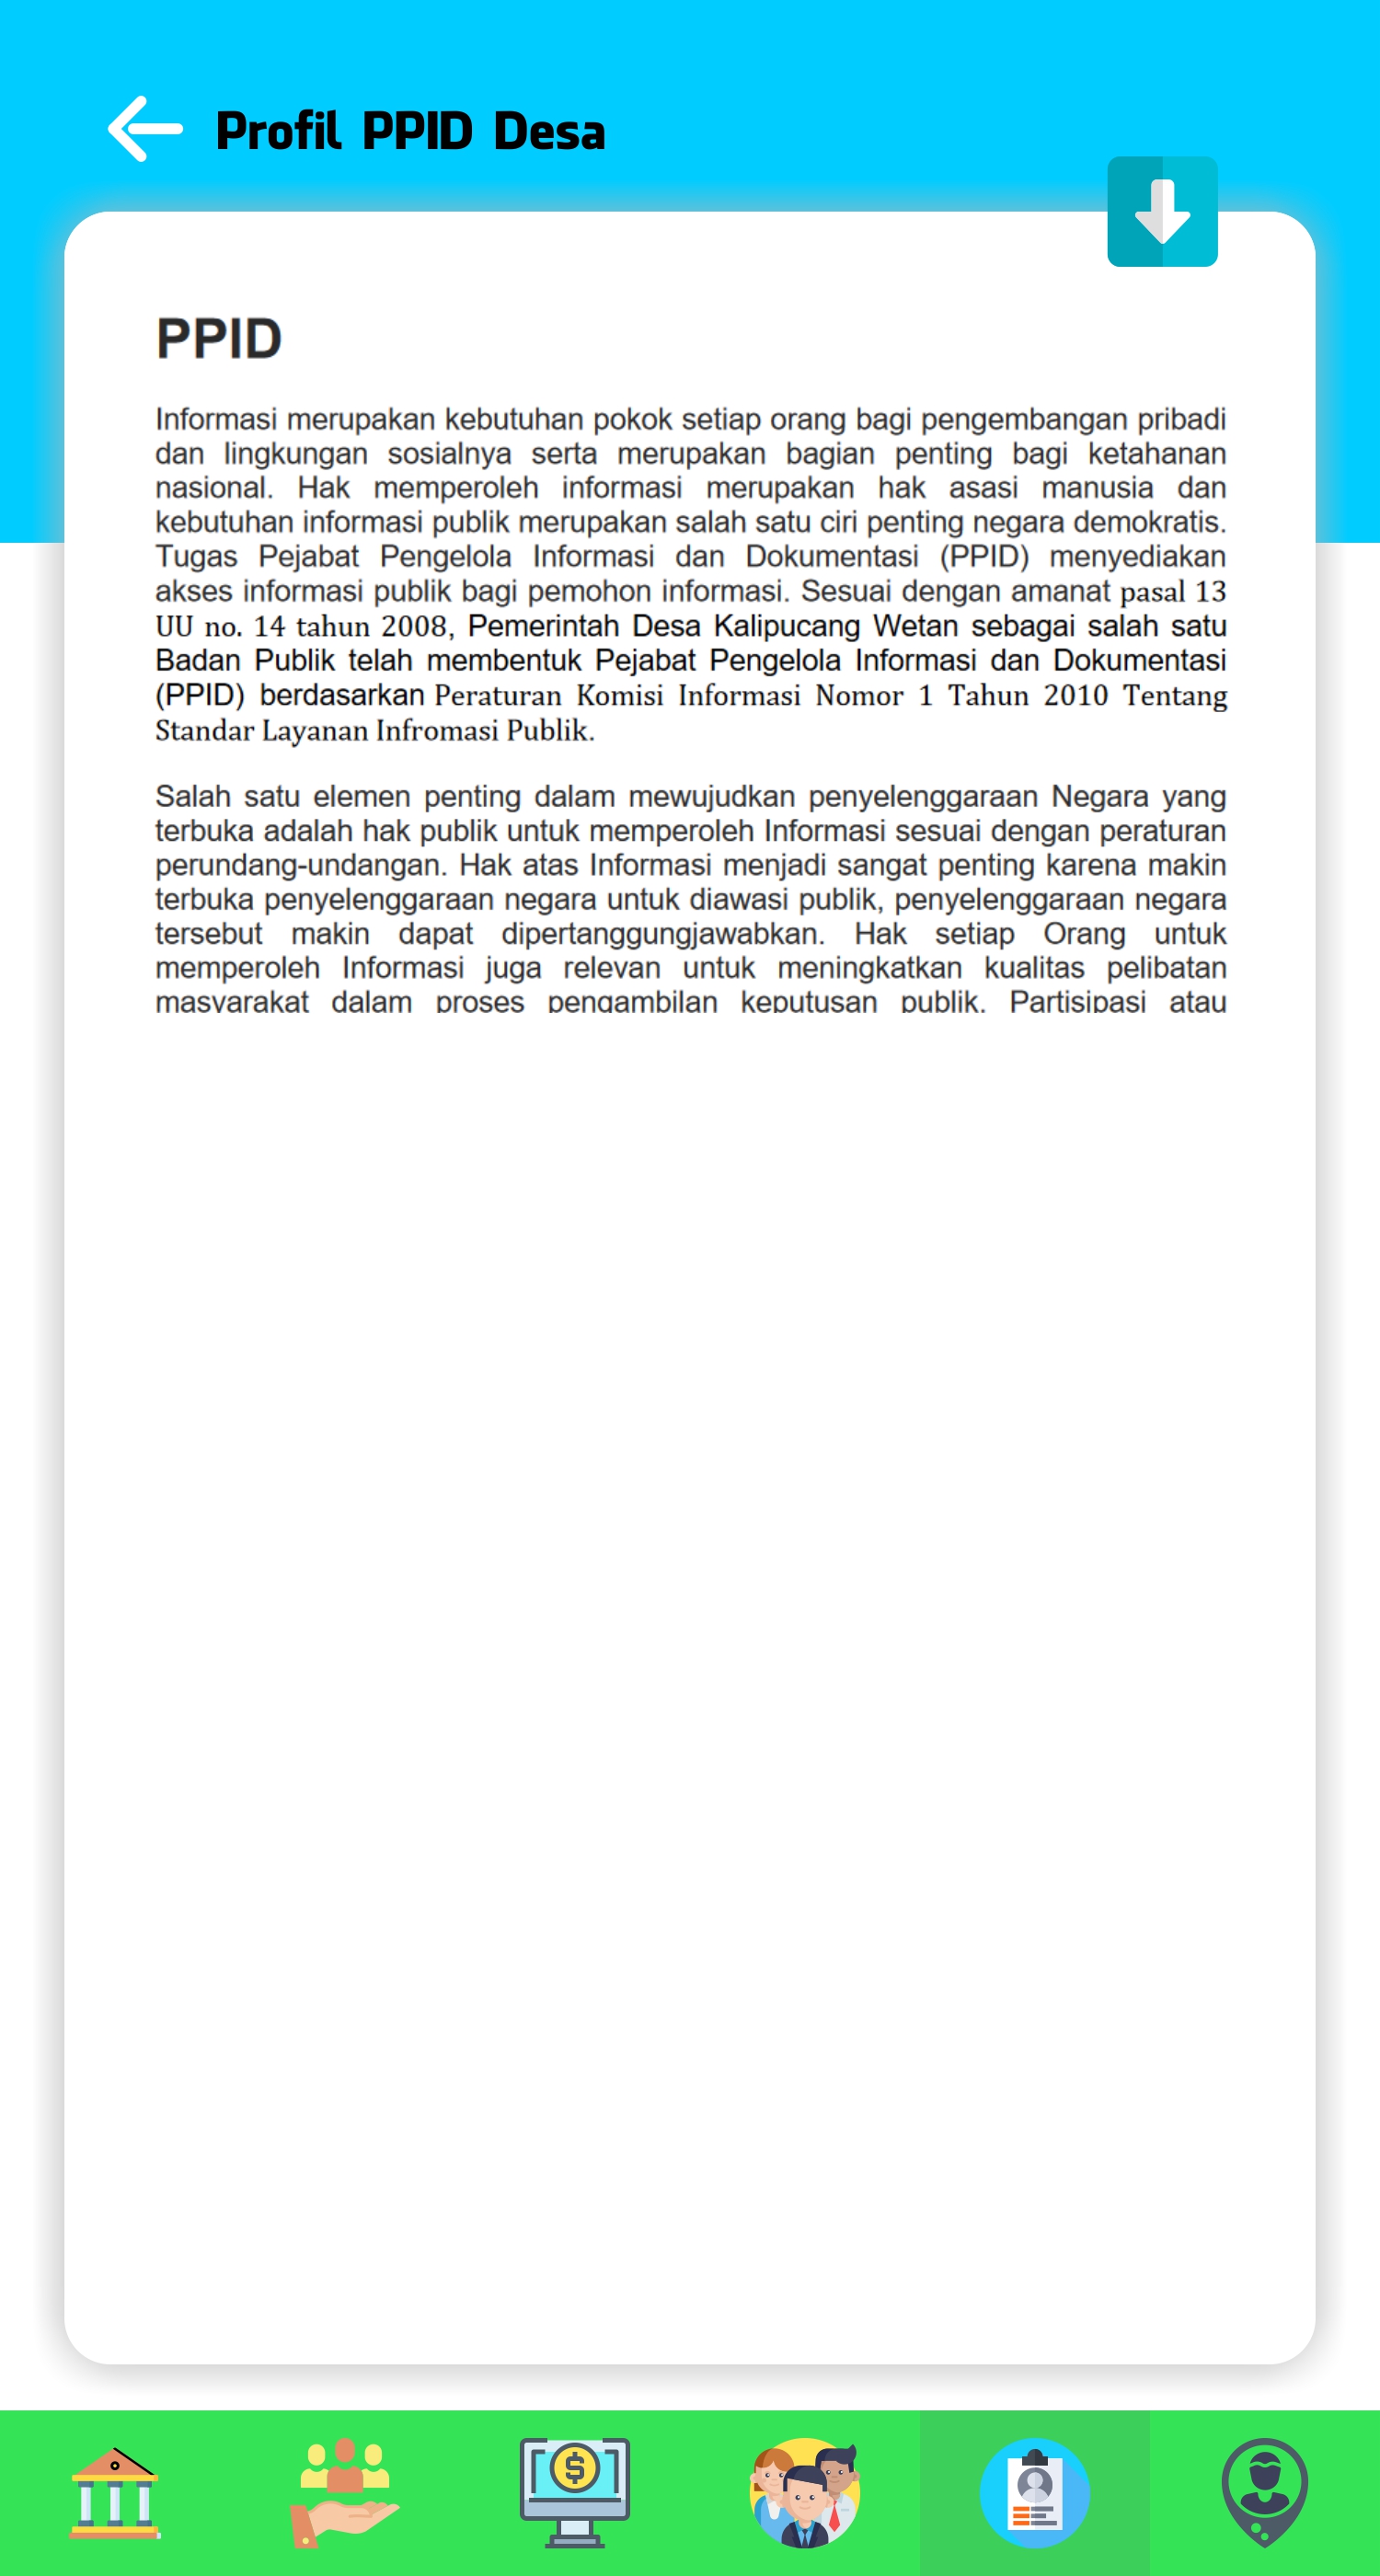 Profil PPID Desa
PPID
Informasi merupakan kebutuhan pokok setiap orang bagi pengembangan pribadi
dan lingkungan sosialnya serta merupakan bagian penting bagi ketahanan
nasional. Hak memperoleh informasi merupakan hak asasi manusia dan
kebutuhan informasi publik merupakan salah satu ciri penting negara demokratis.
Tugas Pejabat Pengelola Informasi dan Dokumentasi (PPID) menyediakan
akses informasi publik bagi pemohon informasi. Sesuai dengan amanat pasal 13
UU no. 14 tahun 2008, Pemerintah Desa Kalipucang Wetan sebagai salah satu
Badan Publik telah membentuk Pejabat Pengelola Informasi dan Dokumentasi
(PPID) berdasarkan Peraturan Komisi Informasi Nomor 1 Tahun 2010 Tentang
Standar Layanan Infromasi Publik.
Salah satu elemen penting dalam mewujudkan penyelenggaraan Negara yang
terbuka adalah hak publik untuk memperoleh Informasi sesuai dengan peraturan
perundang-undangan. Hak atas Informasi menjadi sangat penting karena makin
terbuka penyelenggaraan negara untuk diawasi publik, penyelenggaraan negara
tersebut makin dapat dipertanggungjawabkan. Hak setiap Orang untuk
memperoleh Informasi juga relevan untuk meningkatkan kualitas pelibatan
masyarakat dalam proses pengambilan keputusan publik. Partisipasi atau
$